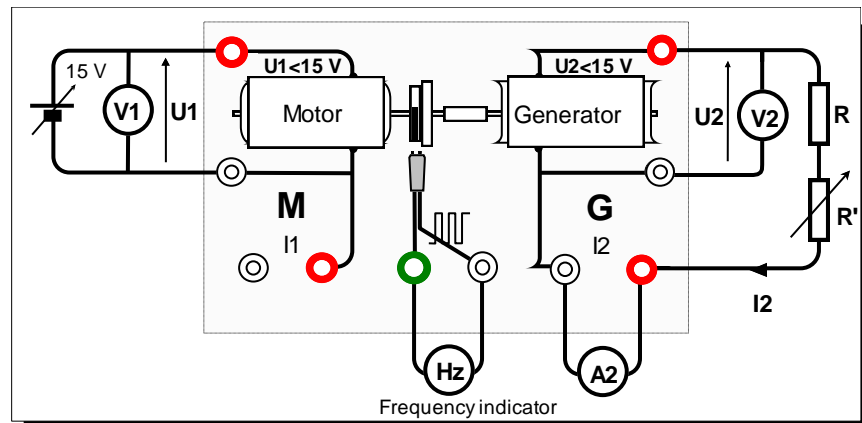 15 V
V1
U1
U1<15 V
Motor
M
I1
Hz
Frequency indicator
U2<15 V
Generator
G
I2
A2
U2
V2
R
R'
I2